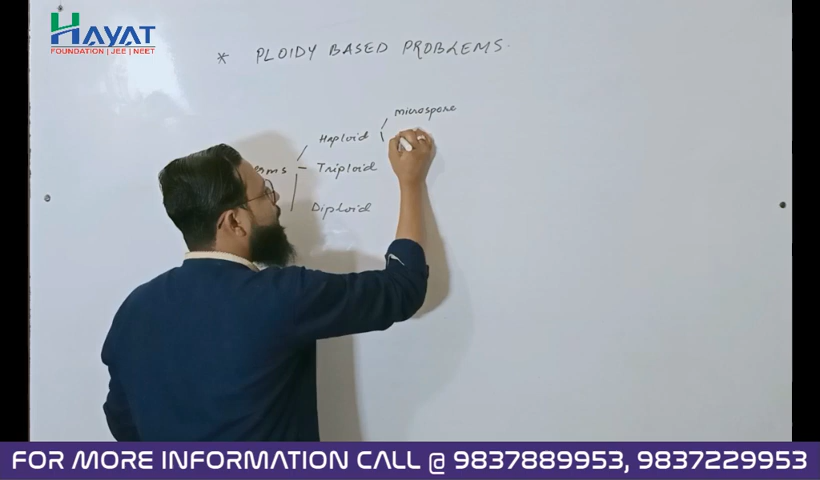 HAYAT
FOUNDATION | JEE | NEET
* PLOIDY BASED PROBLEMS.
microspore
Haploid
Triploid
Diploid
FOR MORE INFORMATION CALL @ 9837889953, 9837229953